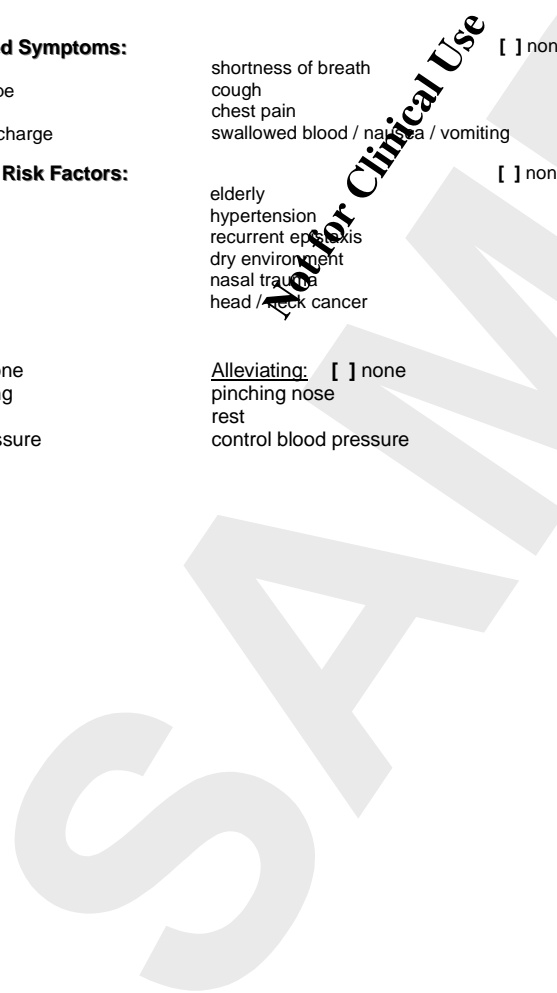 d Symptoms: [ ] non
shortness of breath
oe cough
chest pain
charge swallowed blood / nausea / vomiting
Risk Factors: [ ] non
elderly
hypertension
recurrent epistaxis
dry environment
nasal trauma
head / neck cancer
ne Alleviating: [ ] none
g pinching nose
rest
ssure control blood pressure
Not for Clinical Use
SAM